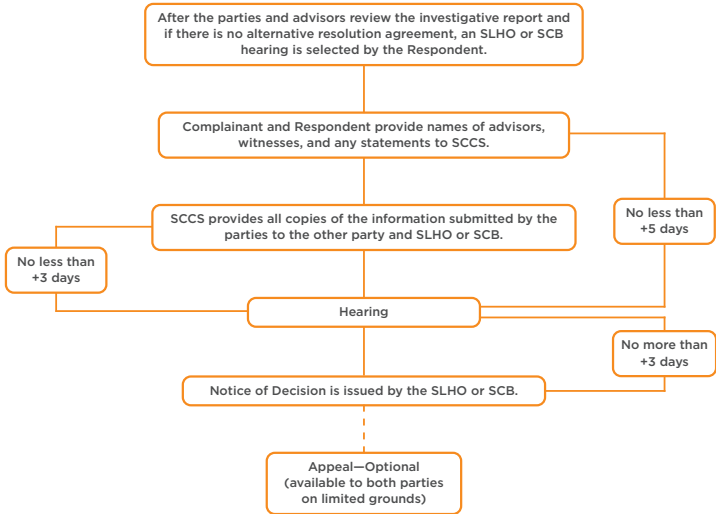 After the parties and advisors review the investigative report and
if there is no alternative resolution agreement, an SLHO or SCB
hearing is selected by the Respondent.
Complainant and Respondent provide names of advisors,
witnesses, and any statements to SCCS.
No less than
+5 days
SCCS provides all copies of the information submitted by the
parties to the other party and SLHO or SCB.
No less than
+3 days
Hearing
No more than
+3 days
Notice of Decision is issued by the SLHO or SCB.
Appeal—Optional
(available to both parties
on limited grounds)